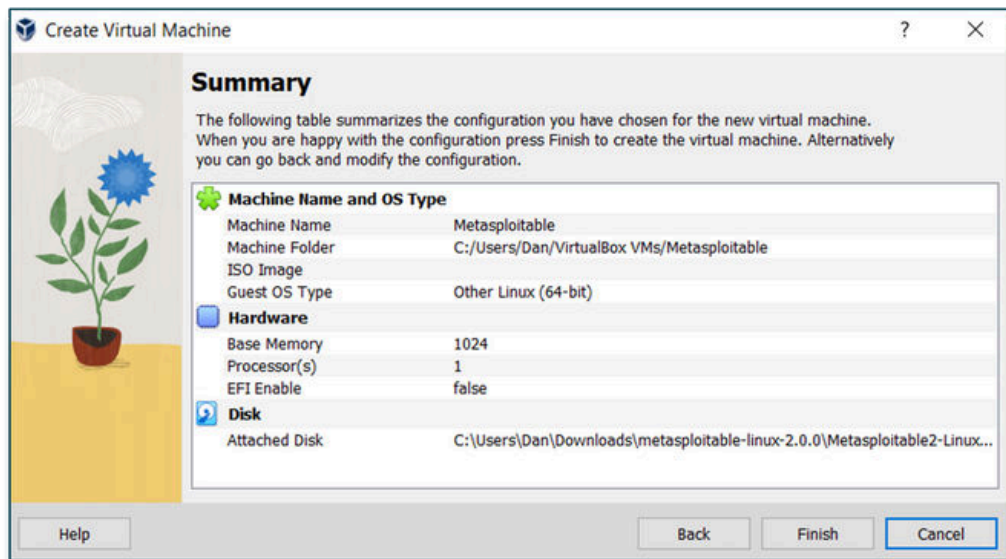 Create Virtual Machine
?
Summary
The following table summarizes the configuration you have chosen for the new virtual machine.
When you are happy with the configuration press Finish to create the virtual machine. Alternatively
you can go back and modify the configuration.
Machine Name and OS Type
Machine Name Metasploitable
Machine Folder C:/Users/Dan/VirtualBox VMs/Metasploitable
ISO Image
Guest OS Type Other Linux (64-bit)
Hardware
Base Memory 1024
Processor(s) 1
EFI Enable false
Disk
Attached Disk C:\Users\Dan\Downloads\metasploitable-linux-2.0.0\Metasploitable2-Linux...
Help Back Finish Cancel